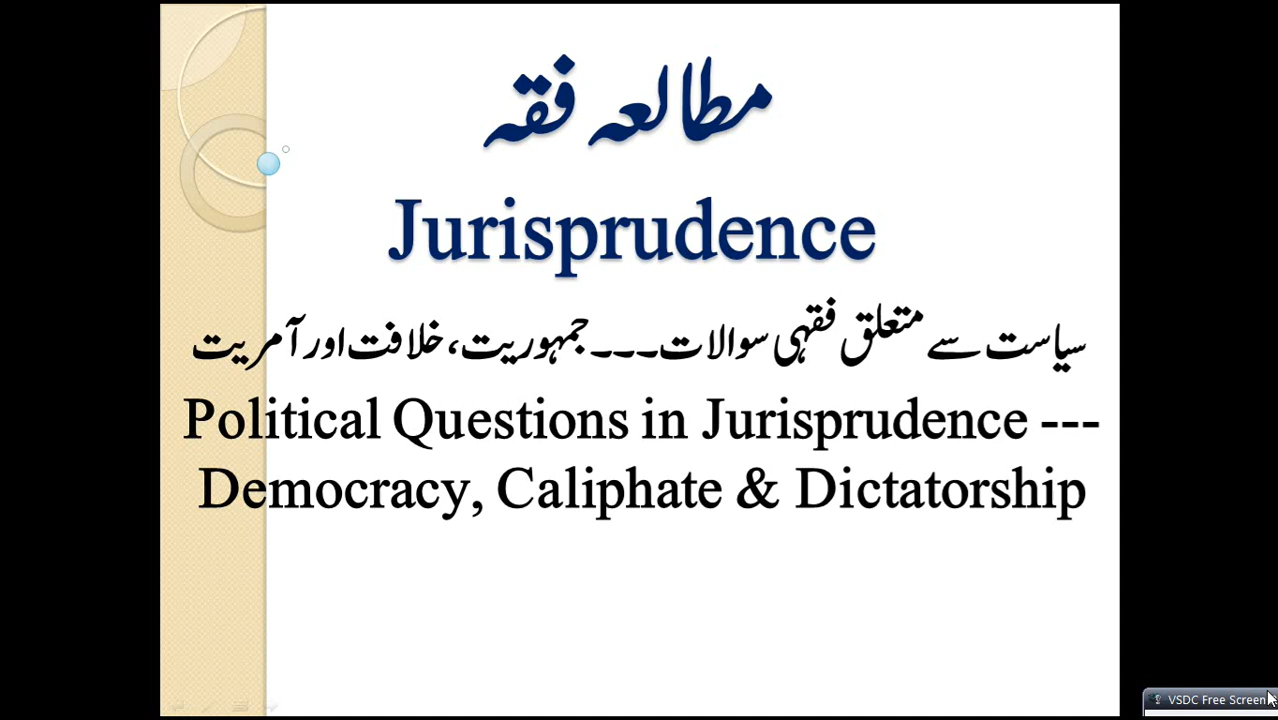 مطالعہ فقہ
Jurisprudence
سیاست سے متعلق فقہی سوالات۔۔۔جمہوریت، خلافت اور آمریت
Political Questions in Jurisprudence ---
Democracy, Caliphate & Dictatorship
VSDC Free Screen